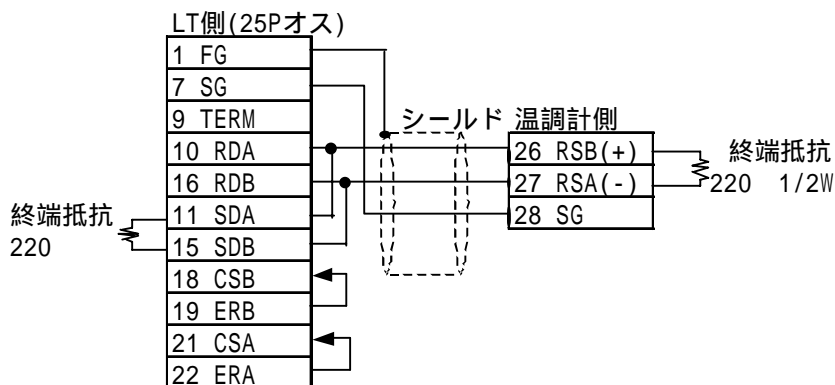 LT側(25Pオス)
1 FG
7 SG
9 TERM
10 RDA
16 RDB
11 SDA
15 SDB
18 CSB
19 ERB
21 CSA
22 ERA
終端抵抗
220
シールド
温調計側
26 RSB(+)
27 RSA(-)
28 SG
終端抵抗
220 1/2W